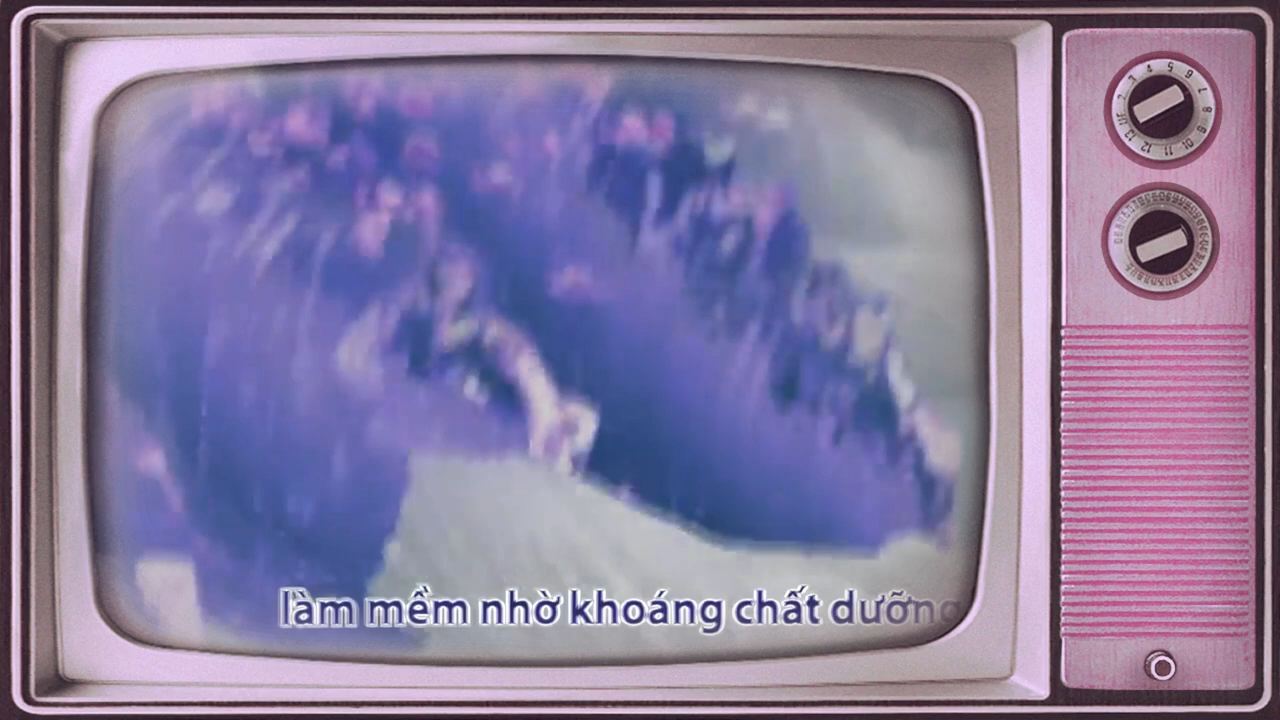 làm mềm nhờ khoáng chất dưỡng